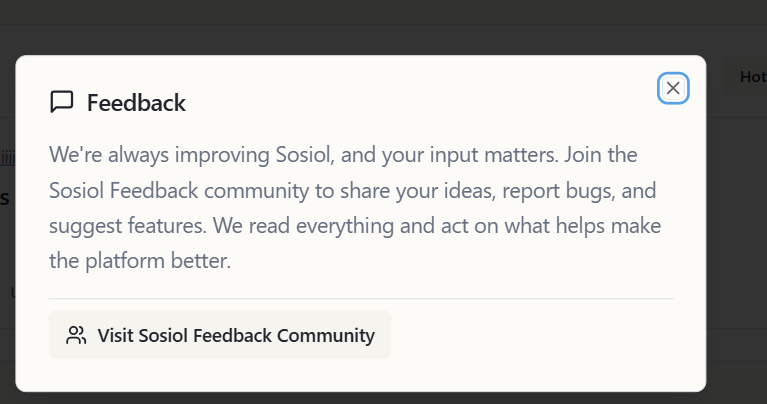 Hot
Feedback
We're always improving Sosiol, and your input matters. Join the
Sosiol Feedback community to share your ideas, report bugs, and
suggest features. We read everything and act on what helps make
the platform better.
Visit Sosiol Feedback Community